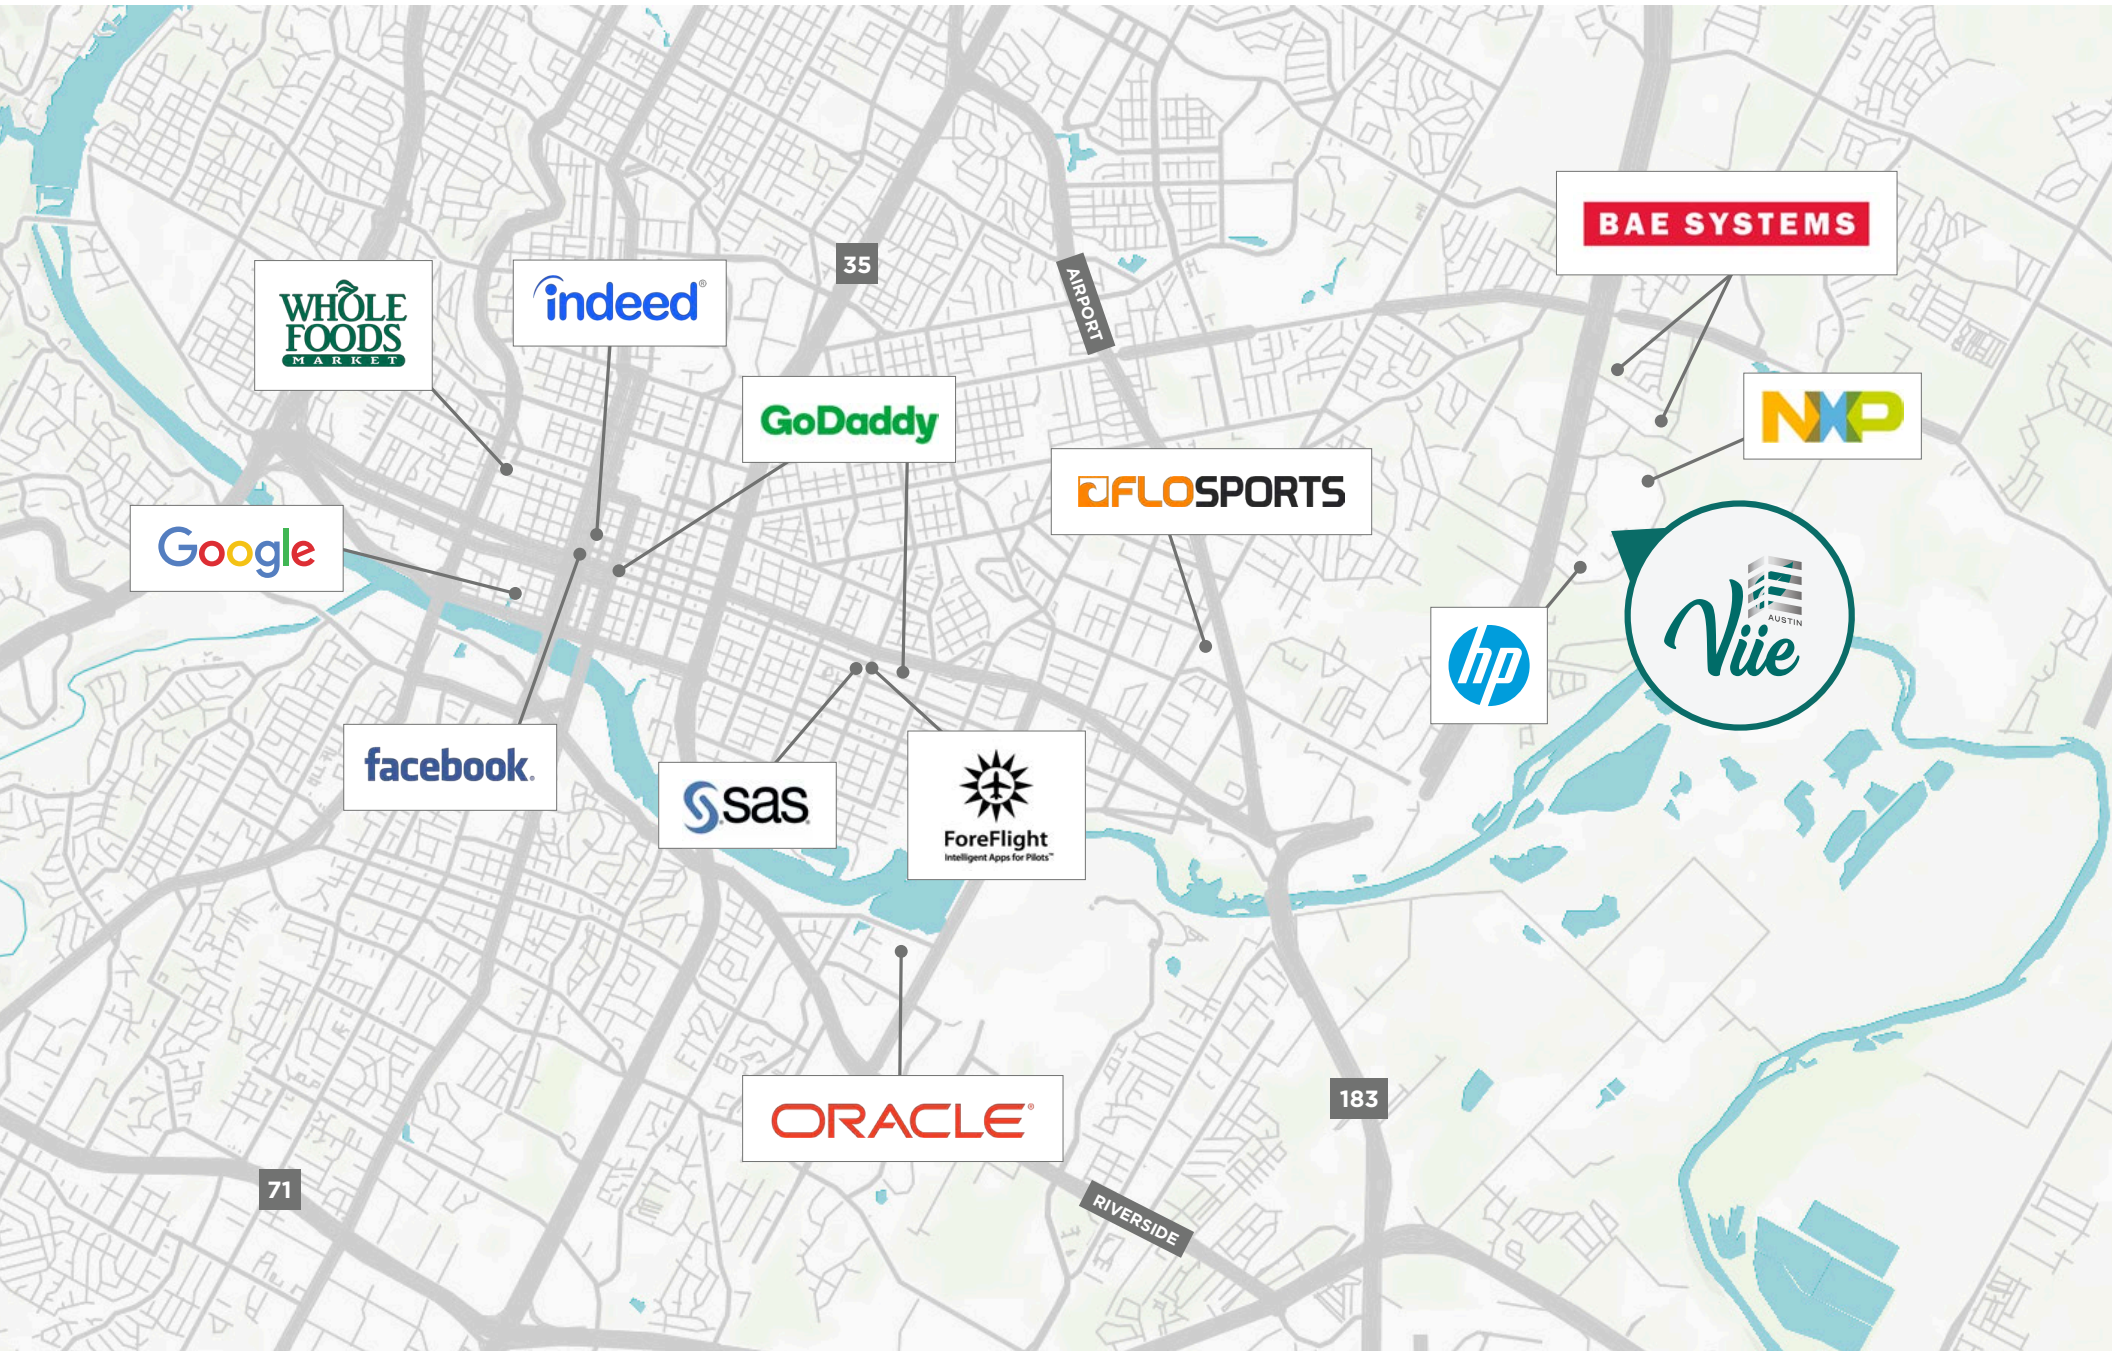 BAE SYSTEMS
35
AIRPORT
WHOLE
FOODS
MARKET
indeed®
GoDaddy
NXP
FLOSPORTS
Google
AUSTIN
Viie
hp
facebook.
sas
ForeFlight
Intelligent Apps for Pilots™
ORACLE®
183
71
RIVERSIDE